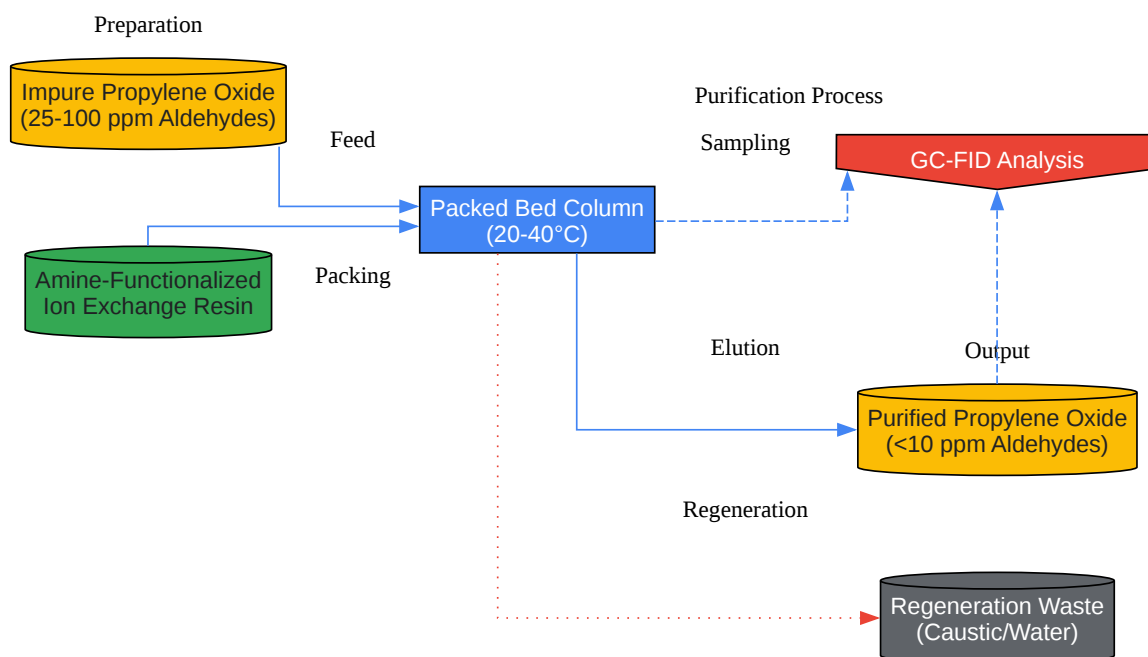 Preparation
Impure Propylene Oxide
(25-100 ppm Aldehydes)
Feed
Purification Process
Sampling
GC-FID Analysis
Packed Bed Column
(20-40°C)
Amine-Functionalized
Ion Exchange Resin
Packing
Elution
Output
Purified Propylene Oxide
(<10 ppm Aldehydes)
Regeneration
Regeneration Waste
(Caustic/Water)